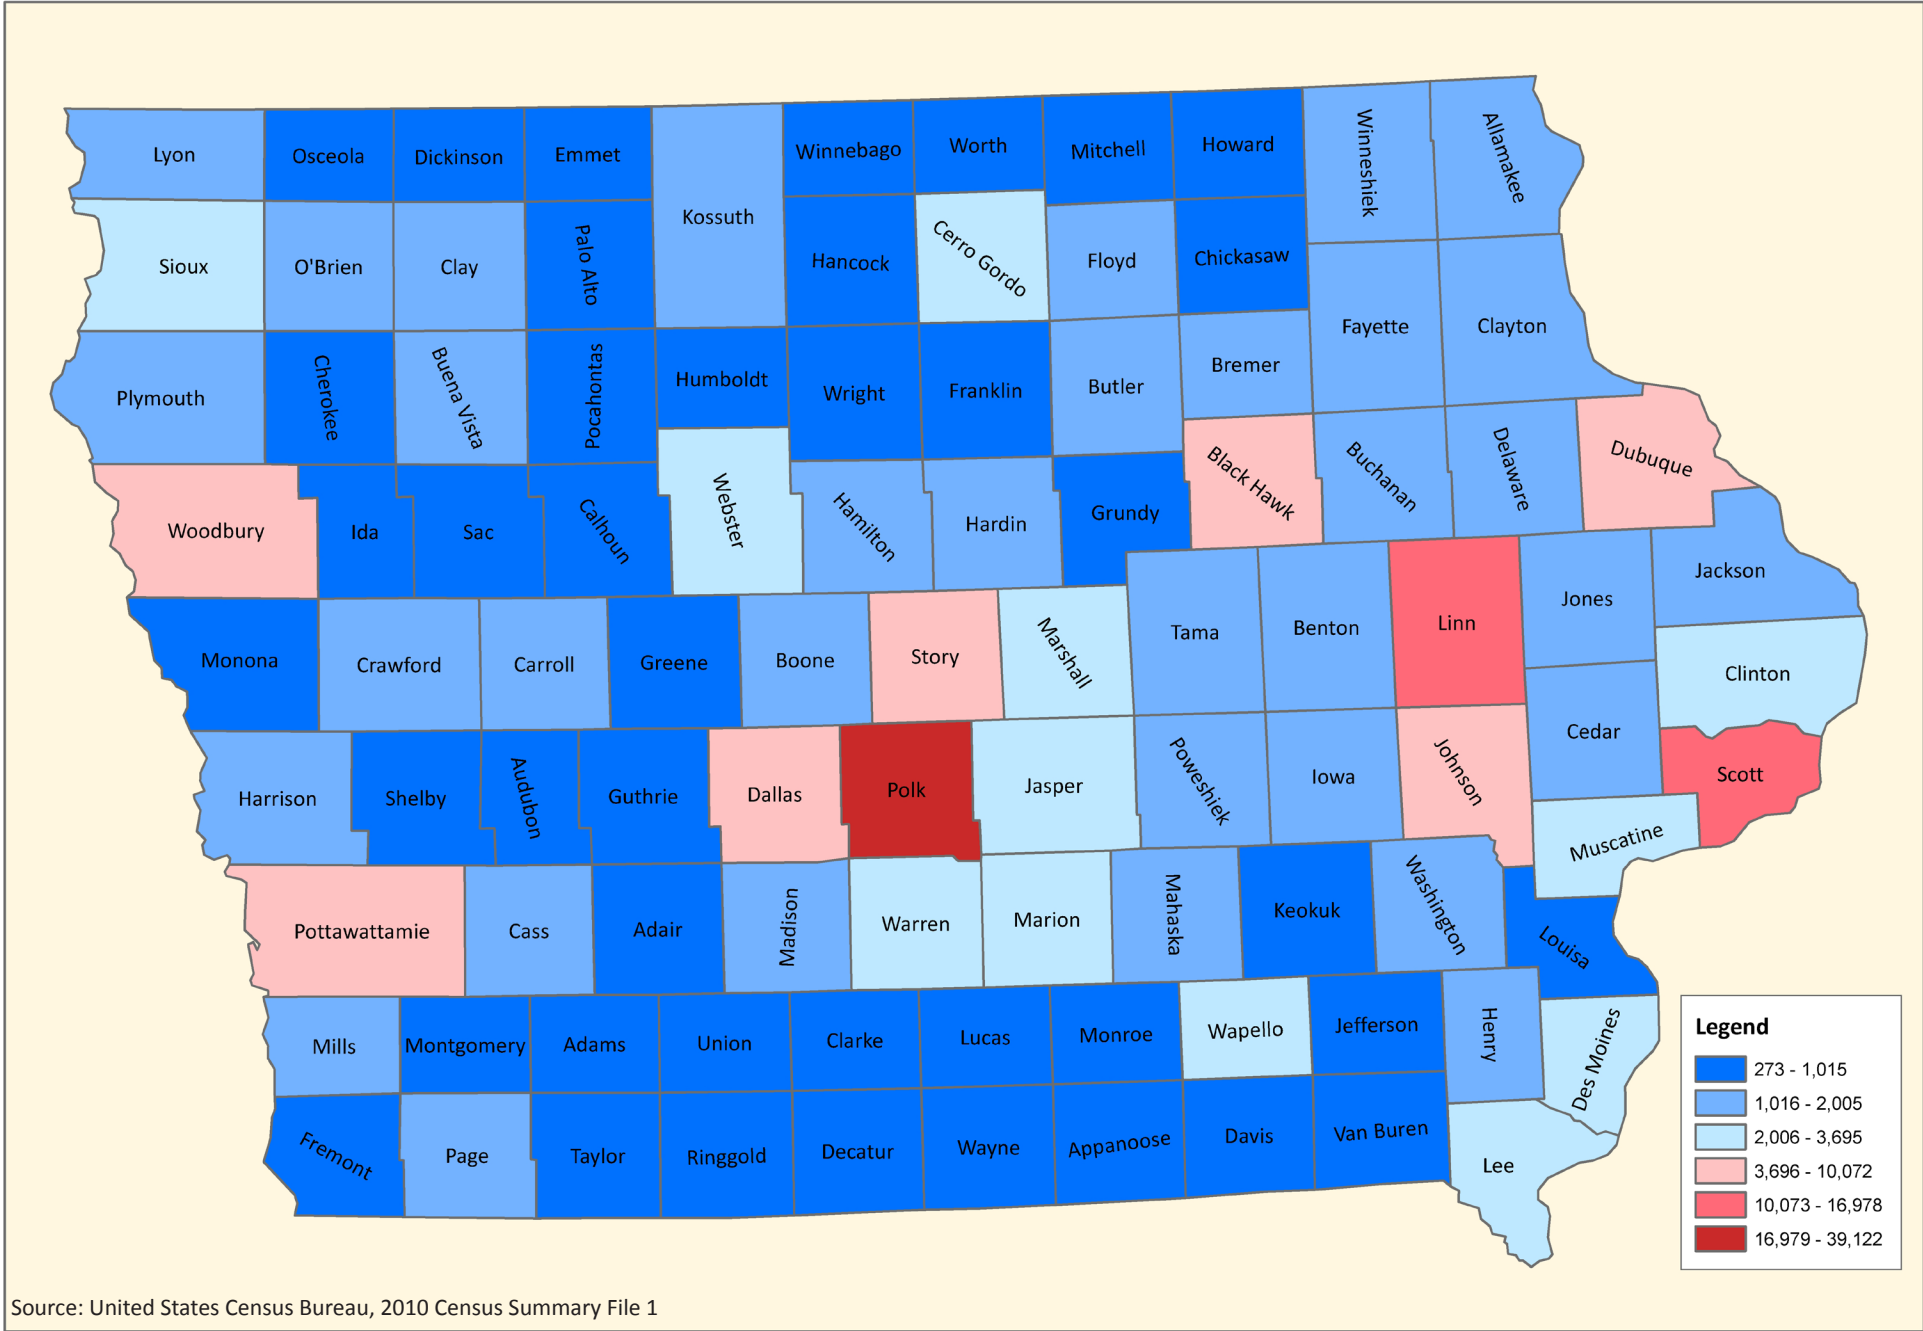 Lyon
Osceola
Dickinson
Emmet
Kossuth
Winnebago
Worth
Mitchell
Howard
Winneshiek
Allamakee
Sioux
O'Brien
Clay
Palo Alto
Hancock
Cerro Gordo
Floyd
Chickasaw
Fayette
Clayton
Plymouth
Cherokee
Buena Vista
Pocahontas
Humboldt
Wright
Franklin
Butler
Bremer
Woodbury
Ida
Sac
Calhoun
Webster
Hamilton
Hardin
Grundy
Black Hawk
Buchanan
Delaware
Dubuque
Monona
Crawford
Carroll
Greene
Boone
Story
Marshall
Tama
Benton
Linn
Jones
Jackson
Clinton
Harrison
Shelby
Audubon
Guthrie
Dallas
Polk
Jasper
Poweshiek
Iowa
Johnson
Cedar
Scott
Muscatine
Pottawattamie
Cass
Adair
Madison
Warren
Marion
Mahaska
Keokuk
Washington
Louisa
Mills
Montgomery
Adams
Union
Clarke
Lucas
Monroe
Wapello
Jefferson
Henry
Des Moines
Fremont
Page
Taylor
Ringgold
Decatur
Wayne
Appanoose
Davis
Van Buren
Lee
Legend
273 - 1,015
1,016 - 2,005
2,006 - 3,695
3,696 - 10,072
10,073 - 16,978
16,979 - 39,122
Source: United States Census Bureau, 2010 Census Summary File 1